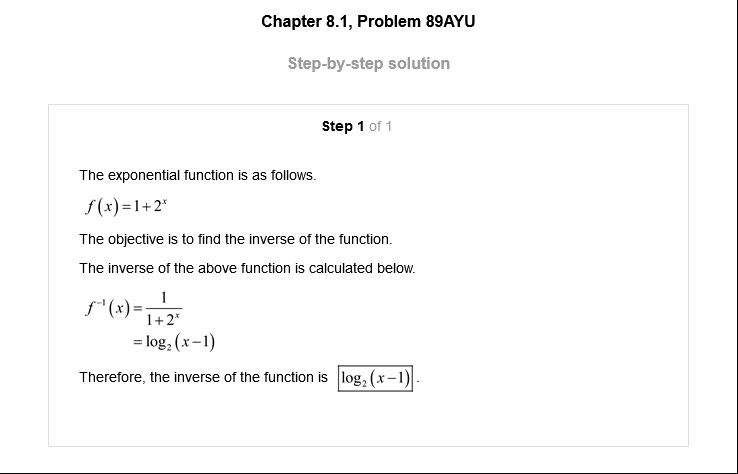 Chapter 8.1, Problem 89AYU
Step-by-step solution
Step 1 of 1
The exponential function is as follows.
f(x)=1+2^x
The objective is to find the inverse of the function.
The inverse of the above function is calculated below.
f^{-1}(x)=\frac{1}{1+2^x}
=log_2(x−1)
Therefore, the inverse of the function is log_2(x−1).